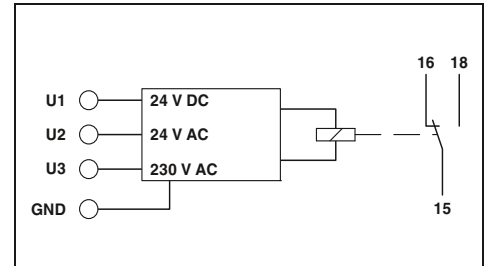 16 18
U1 24 V DC
U2 24 V AC
U3 230 V AC
GND
15